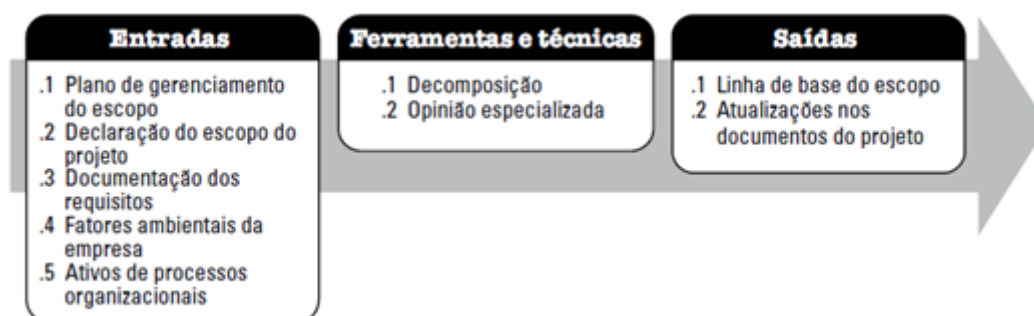 Entradas
.1 Plano de gerenciamento
do escopo
.2 Declaração do escopo do
projeto
.3 Documentação dos
requisitos
.4 Fatores ambientais da
empresa
.5 Ativos de processos
organizacionais
Ferramentas e técnicas
.1 Decomposição
.2 Opinião especializada
Saídas
.1 Linha de base do escopo
.2 Atualizações nos
documentos do projeto